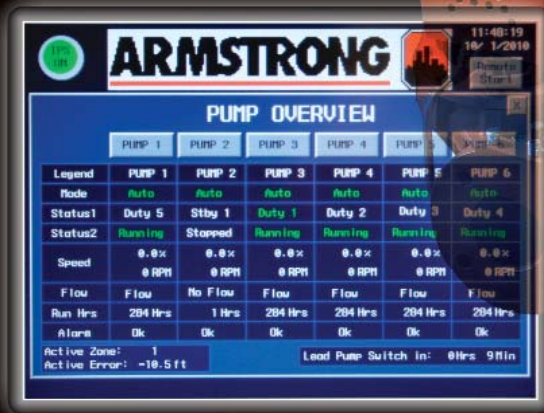 IPS
ON
ARMSTRONG
11:40:19
10/ 1/2010
Remote
Start
PUMP OVERVIEW
X
PUMP 1 PUMP 2 PUMP 3 PUMP 4 PUMP 5 PUMP 6
Legend PUMP 1 PUMP 2 PUMP 3 PUMP 4 PUMP 5 PUMP 6
Mode Auto Auto Auto Auto Auto Auto
Status1 Duty 5 Stby 1 Duty 1 Duty 2 Duty 3 Duty 4
Status2 Running Stopped Running Running Running Running
Speed 0.0% 0.0% 0.0% 0.0% 0.0% 0.0%
0 RPM 0 RPM 0 RPM 0 RPM 0 RPM 0 RPM
Flow Flow No Flow Flow Flow Flow Flow
Run Hrs 204 Hrs 1 Hrs 204 Hrs 204 Hrs 204 Hrs 204 Hrs
Alarm Ok Ok Ok Ok Ok Ok
Active Zone: 1
Active Error: -10.5ft Lead Pump Switch in: 0Hrs 9Min